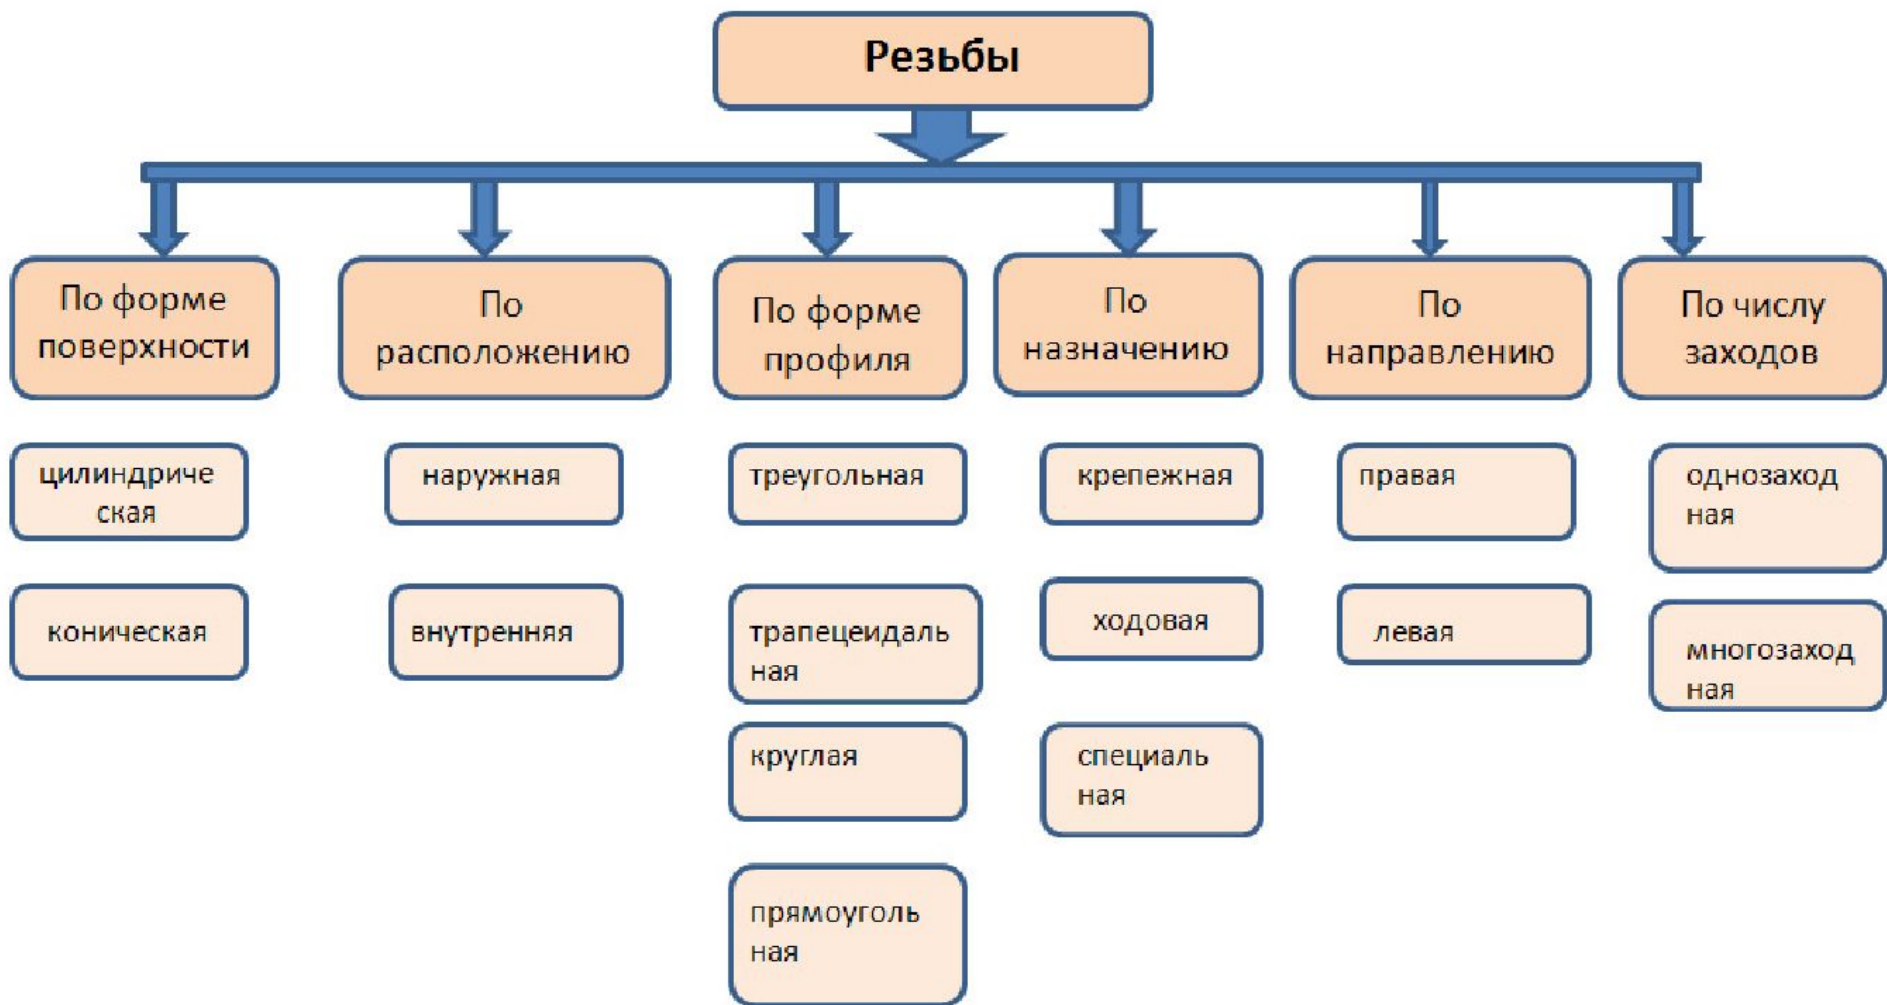 Резьбы
По форме
поверхности
По
расположению
По форме
профиля
По
назначению
По
направлению
По числу
заходов
цилиндриче
ская
коническая
наружная
внутренняя
треугольная
трапецеидаль
ная
круглая
прямоуголь
ная
крепежная
ходовая
специаль
ная
правая
левая
однозаход
ная
многозаход
ная